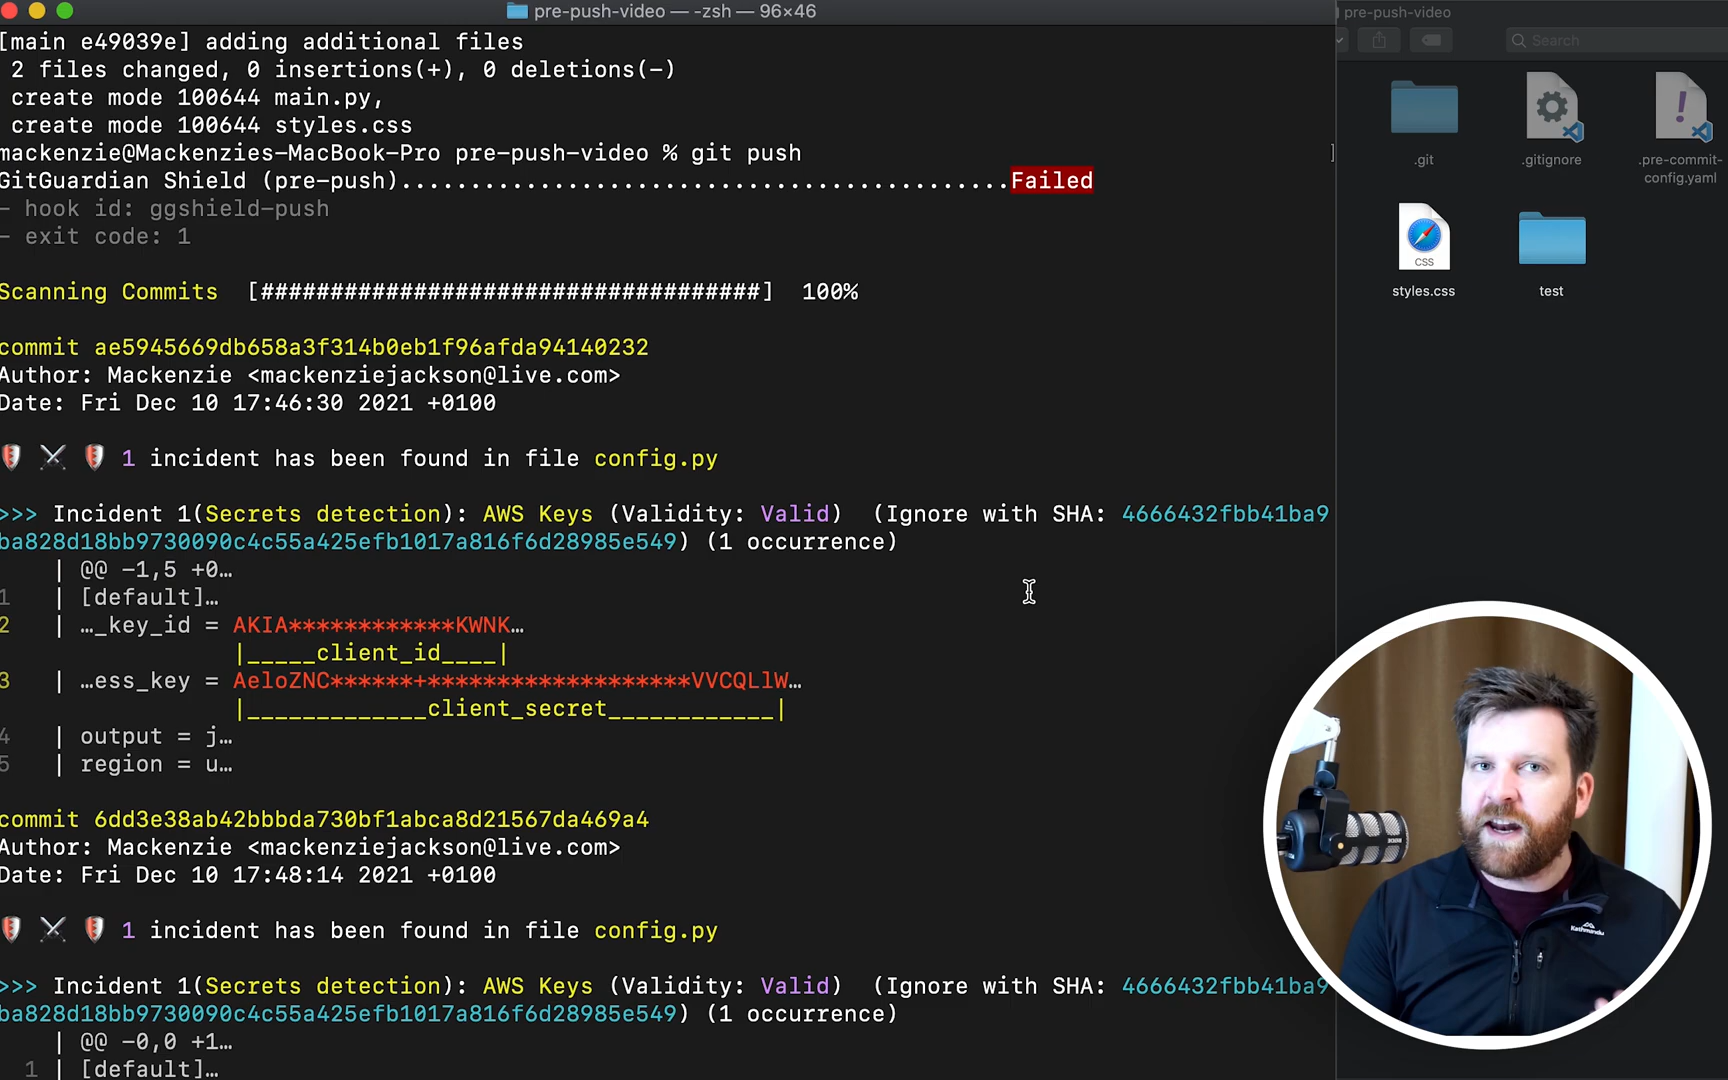 pre-push-video — -zsh — 96×46
[main e49039e] adding additional files
2 files changed, 0 insertions(+), 0 deletions(-)
create mode 100644 main.py,
create mode 100644 styles.css
mackenzie@Mackenzies-MacBook-Pro pre-push-video % git push
GitGuardian Shield (pre-push)............................................Failed
- hook id: ggshield-push
- exit code: 1
Scanning Commits [####################################] 100%
commit ae5945669db658a3f314b0eb1f96afda94140232
Author: Mackenzie <mackenziejackson@live.com>
Date: Fri Dec 10 17:46:30 2021 +0100
1 incident has been found in file config.py
>>> Incident 1(Secrets detection): AWS Keys (Validity: Valid) (Ignore with SHA: 4666432fbb41ba9
ba828d18bb9730090c4c55a425efb1017a816f6d28985e549) (1 occurrence)
| @@ -1,5 +0…
1 | [default]…
2 | …_key_id = AKIA************KWNK…
|_____client_id____|
3 | …ess_key = AeloZNC******+*******************VVCQLlW…
|_____________client_secret____________|
4 | output = j…
5 | region = u…
commit 6dd3e38ab42bbbda730bf1abca8d21567da469a4
Author: Mackenzie <mackenziejackson@live.com>
Date: Fri Dec 10 17:48:14 2021 +0100
1 incident has been found in file config.py
>>> Incident 1(Secrets detection): AWS Keys (Validity: Valid) (Ignore with SHA: 4666432fbb41ba9
ba828d18bb9730090c4c55a425efb1017a816f6d28985e549) (1 occurrence)
| @@ -0,0 +1…
1 | [default]…
pre-push-video
Search
.git
.gitignore
.pre-commit-
config.yaml
CSS
styles.css
test
Kathmandu